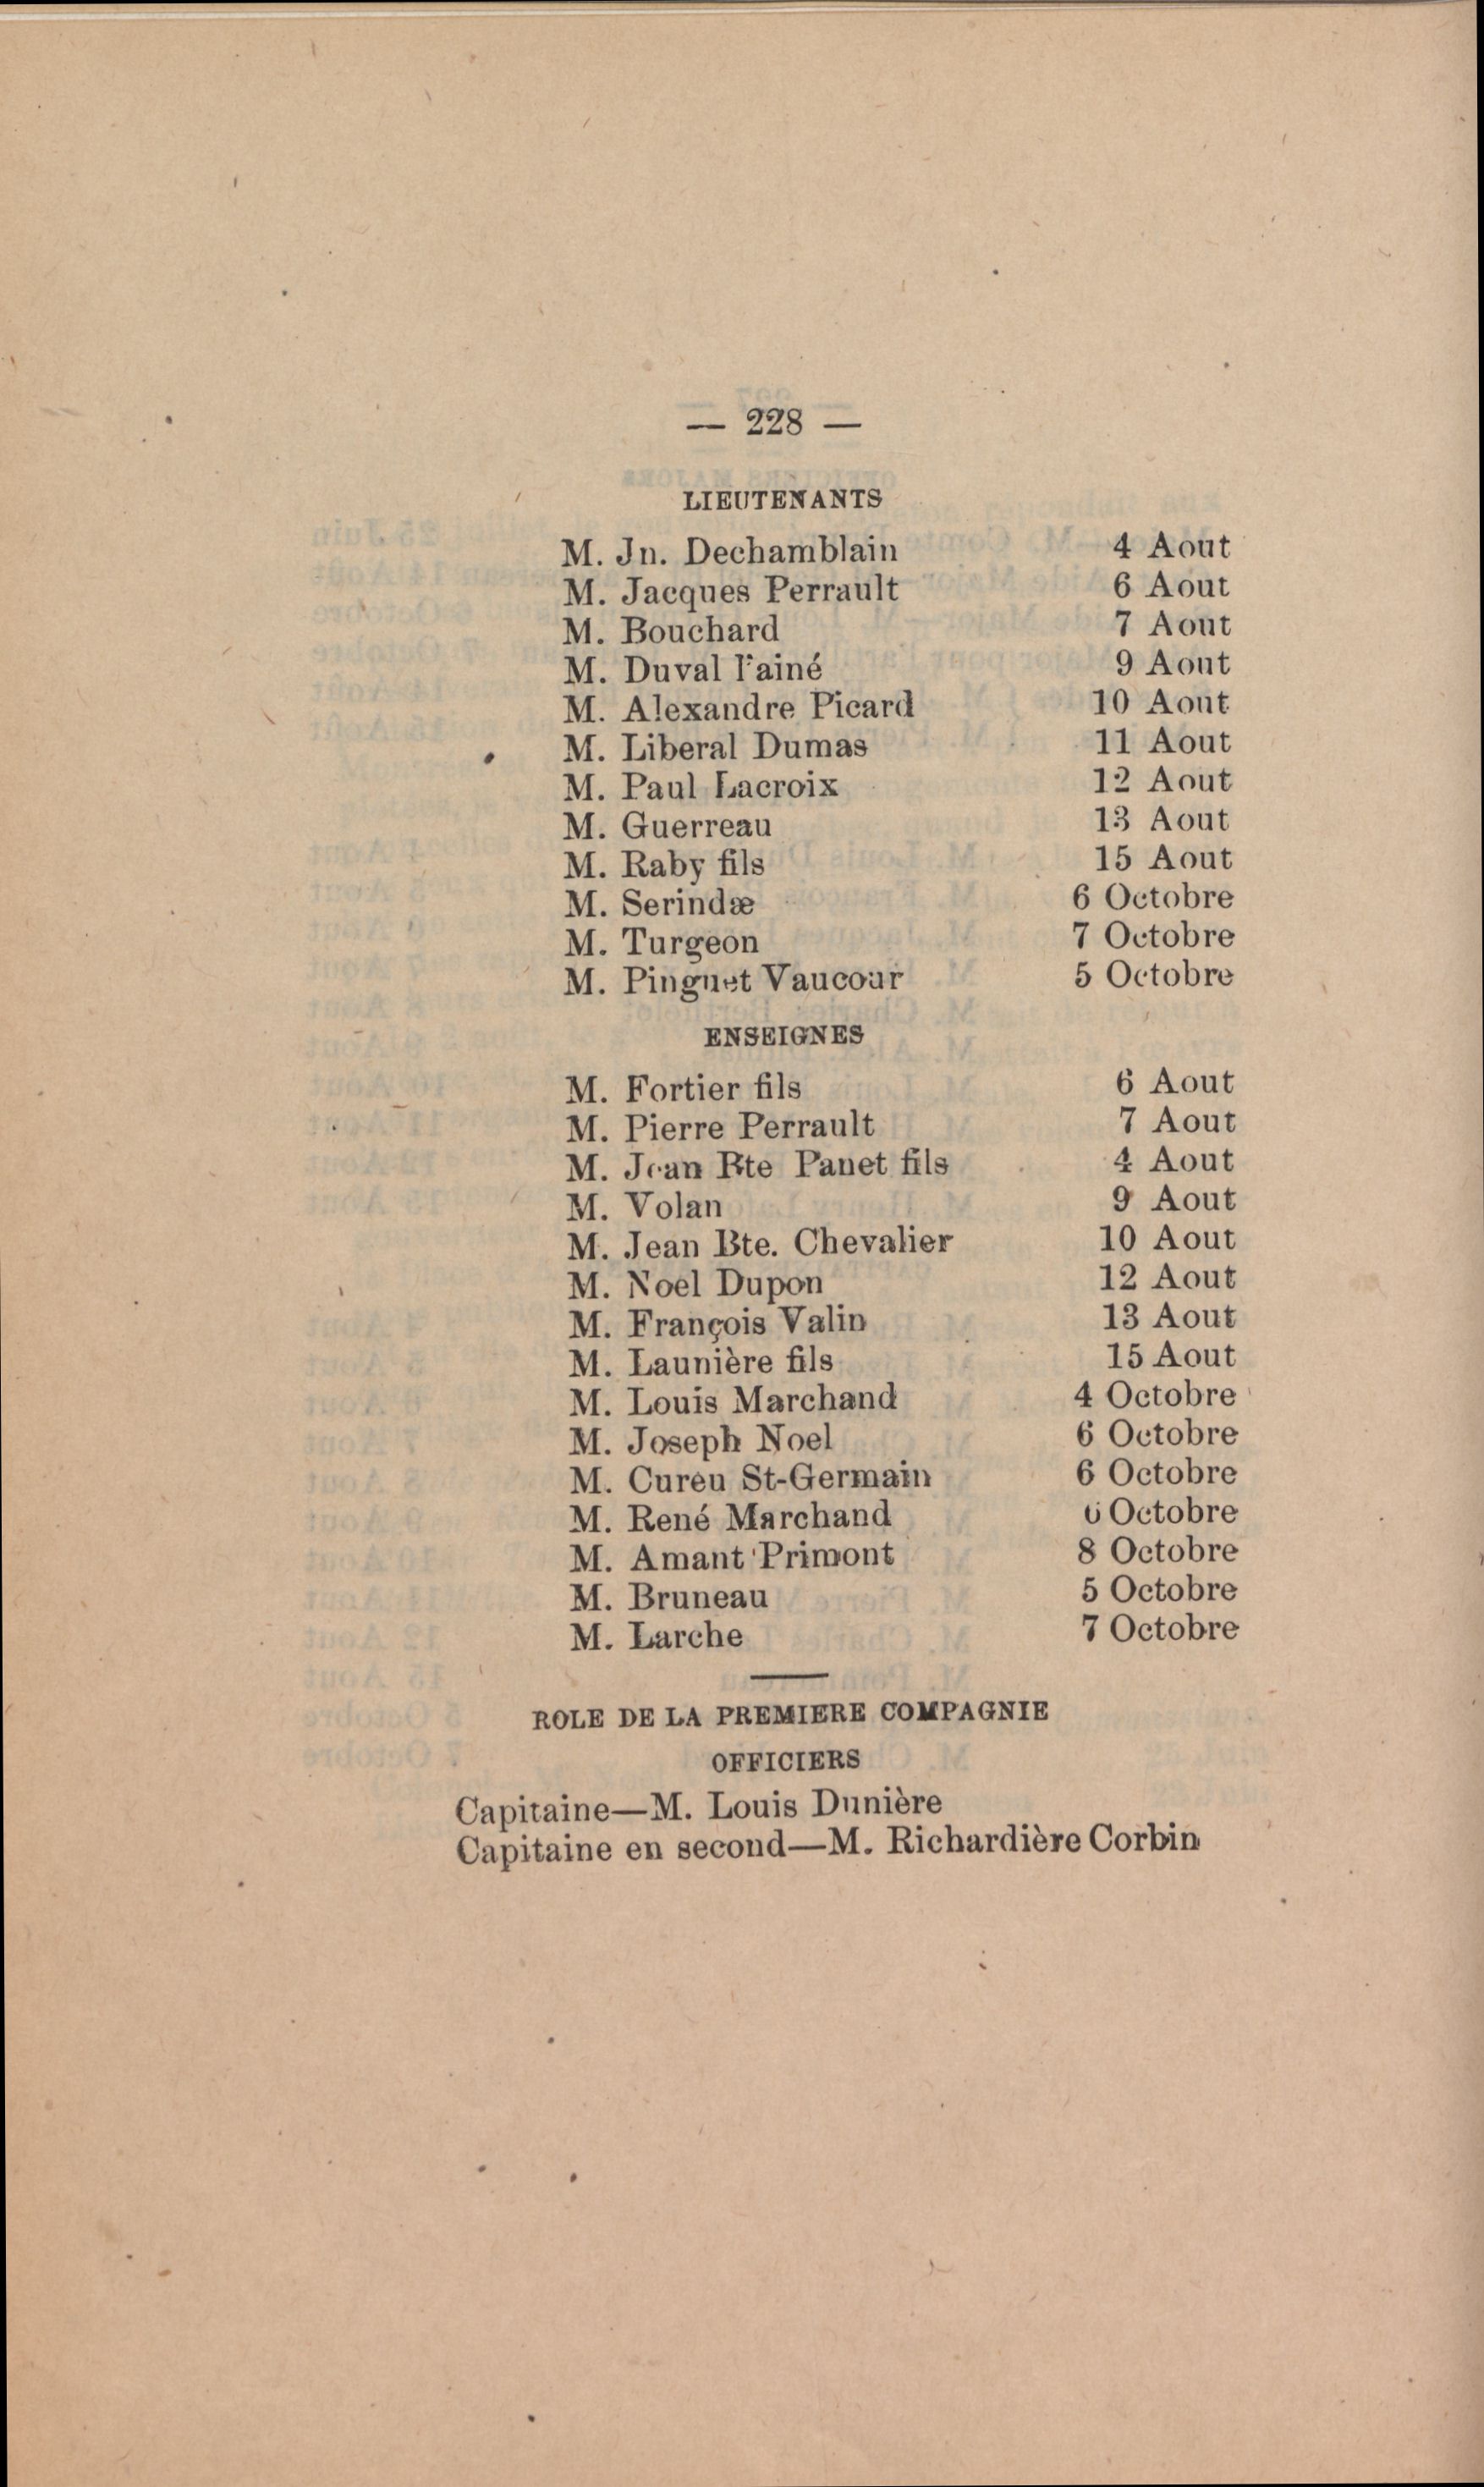 — 228 —
LIEUTENANTS
M. Jn. Dechamblain 4 Aout
M. Jacques Perrault 6 Aout
M. Bouchard 7 Aout
M. Duval l'ainé 9 Aout
M. Alexandre Picard 10 Aout
M. Liberal Dumas 11 Aout
M. Paul Lacroix 12 Aout
M. Guerreau 13 Aout
M. Raby fils 15 Aout
M. Serindæ 6 Octobre
M. Turgeon 7 Octobre
M. Pinguet Vaucour 5 Octobre
ENSEIGNES
M. Fortier fils 6 Aout
M. Pierre Perrault 7 Aout
M. Jean Bte Panet fils 4 Aout
M. Volan 9 Aout
M. Jean Bte. Chevalier 10 Aout
M. Noel Dupon 12 Aout
M. François Valin 13 Aout
M. Launière fils 15 Aout
M. Louis Marchand 4 Octobre
M. Joseph Noel 6 Octobre
M. Cureu St-Germain 6 Octobre
M. René Marchand 6 Octobre
M. Amant Primont 8 Octobre
M. Bruneau 5 Octobre
M. Larche 7 Octobre
ROLE DE LA PREMIERE COMPAGNIE
OFFICIERS
Capitaine—M. Louis Dunière
Capitaine en second—M. Richardière Corbin